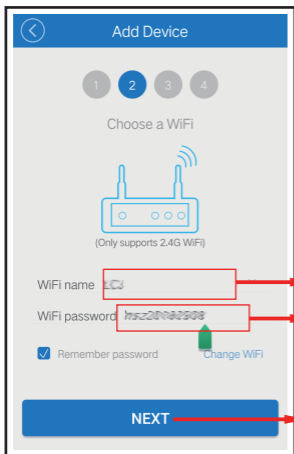 Add Device
1 2 3 4
Choose a WiFi
(Only supports 2.4G WiFi)
WiFi name
WiFi password
Remember password Change WiFi
NEXT